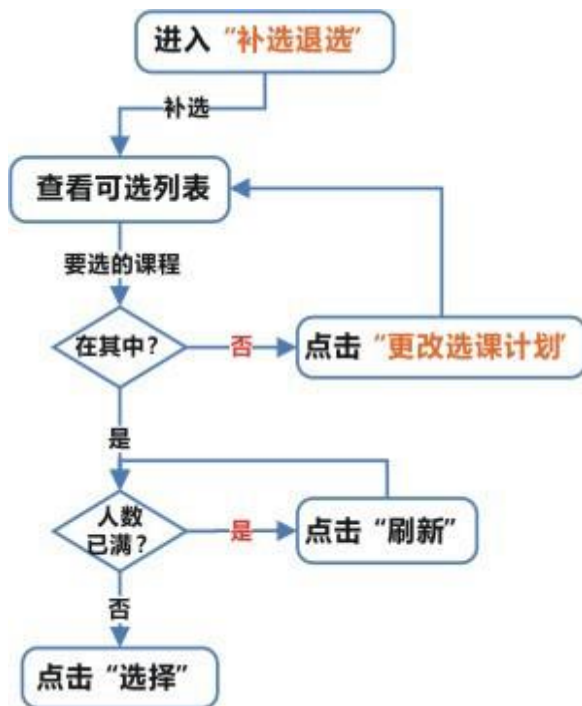 进入“补选退选”
补选
查看可选列表
要选的课程
在其中?
否
点击“更改选课计划”
是
人数
已满?
是
点击“刷新”
否
点击“选择”